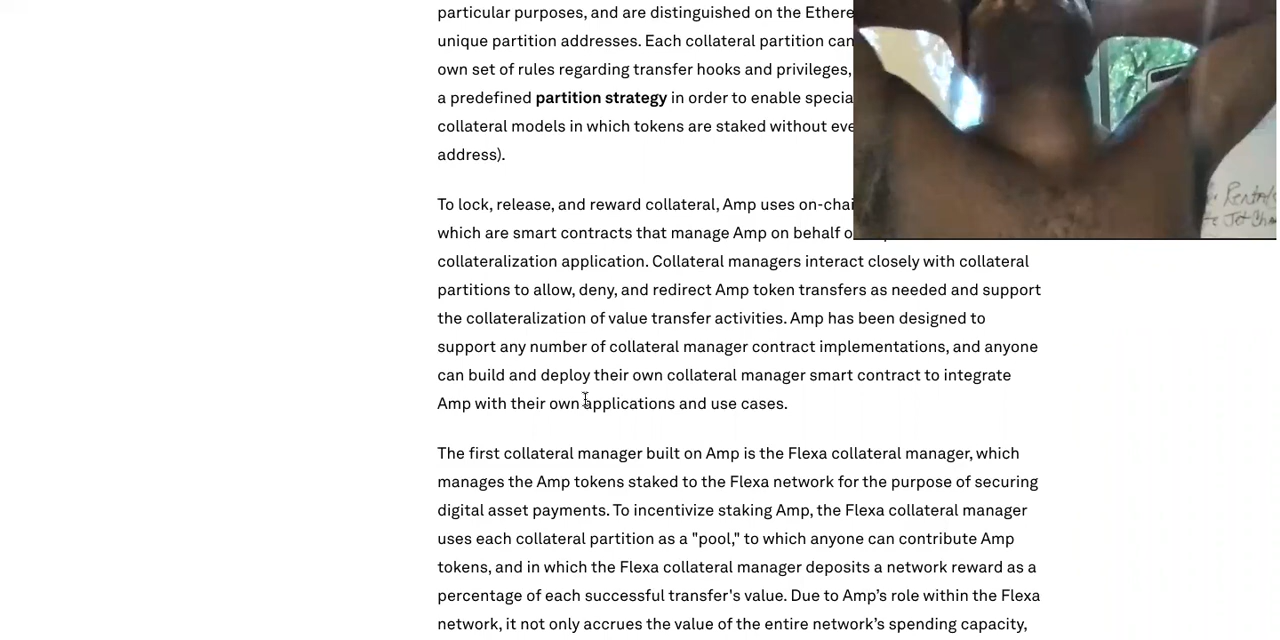 particular purposes, and are distinguished on the Ethere
unique partition addresses. Each collateral partition can
own set of rules regarding transfer hooks and privileges,
a predefined partition strategy in order to enable specia
collateral models in which tokens are staked without eve
address).
To lock, release, and reward collateral, Amp uses on-chai
which are smart contracts that manage Amp on behalf o
collateralization application. Collateral managers interact closely with collateral
partitions to allow, deny, and redirect Amp token transfers as needed and support
the collateralization of value transfer activities. Amp has been designed to
support any number of collateral manager contract implementations, and anyone
can build and deploy their own collateral manager smart contract to integrate
Amp with their own applications and use cases.
The first collateral manager built on Amp is the Flexa collateral manager, which
manages the Amp tokens staked to the Flexa network for the purpose of securing
digital asset payments. To incentivize staking Amp, the Flexa collateral manager
uses each collateral partition as a "pool," to which anyone can contribute Amp
tokens, and in which the Flexa collateral manager deposits a network reward as a
percentage of each successful transfer's value. Due to Amp’s role within the Flexa
network, it not only accrues the value of the entire network’s spending capacity,
Rentals